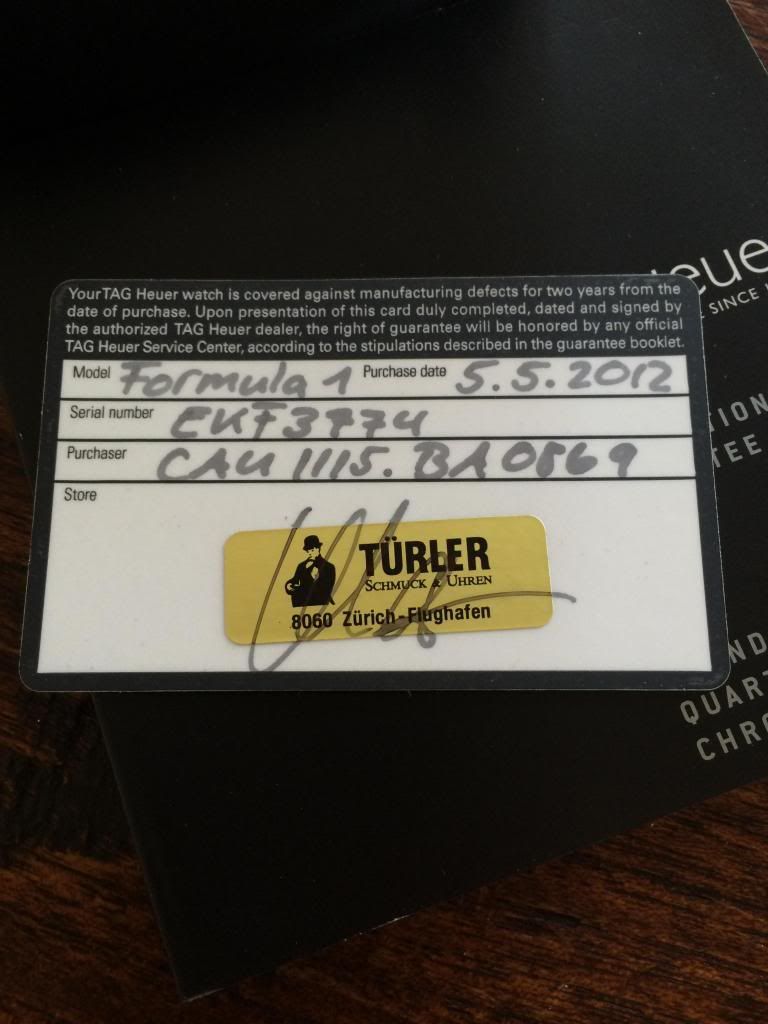 Your TAG Heuer watch is covered against manufacturing defects for two years from the
date of purchase. Upon presentation of this card duly completed, dated and signed by
the authorized TAG Heuer dealer, the right of guarantee will be honored by any official
TAG Heuer Service Center, according to the stipulations described in the guarantee booklet.
Model Formula 1 Purchase date 5.5.2012
Serial number EKF3774
Purchaser CAU 1115. BA0869
Store
TÜRLER
SCHMUCK & UHREN
8060 Zürich-Flughafen
euer
SINCE
ION
TEE
ND
QUART
CHRO